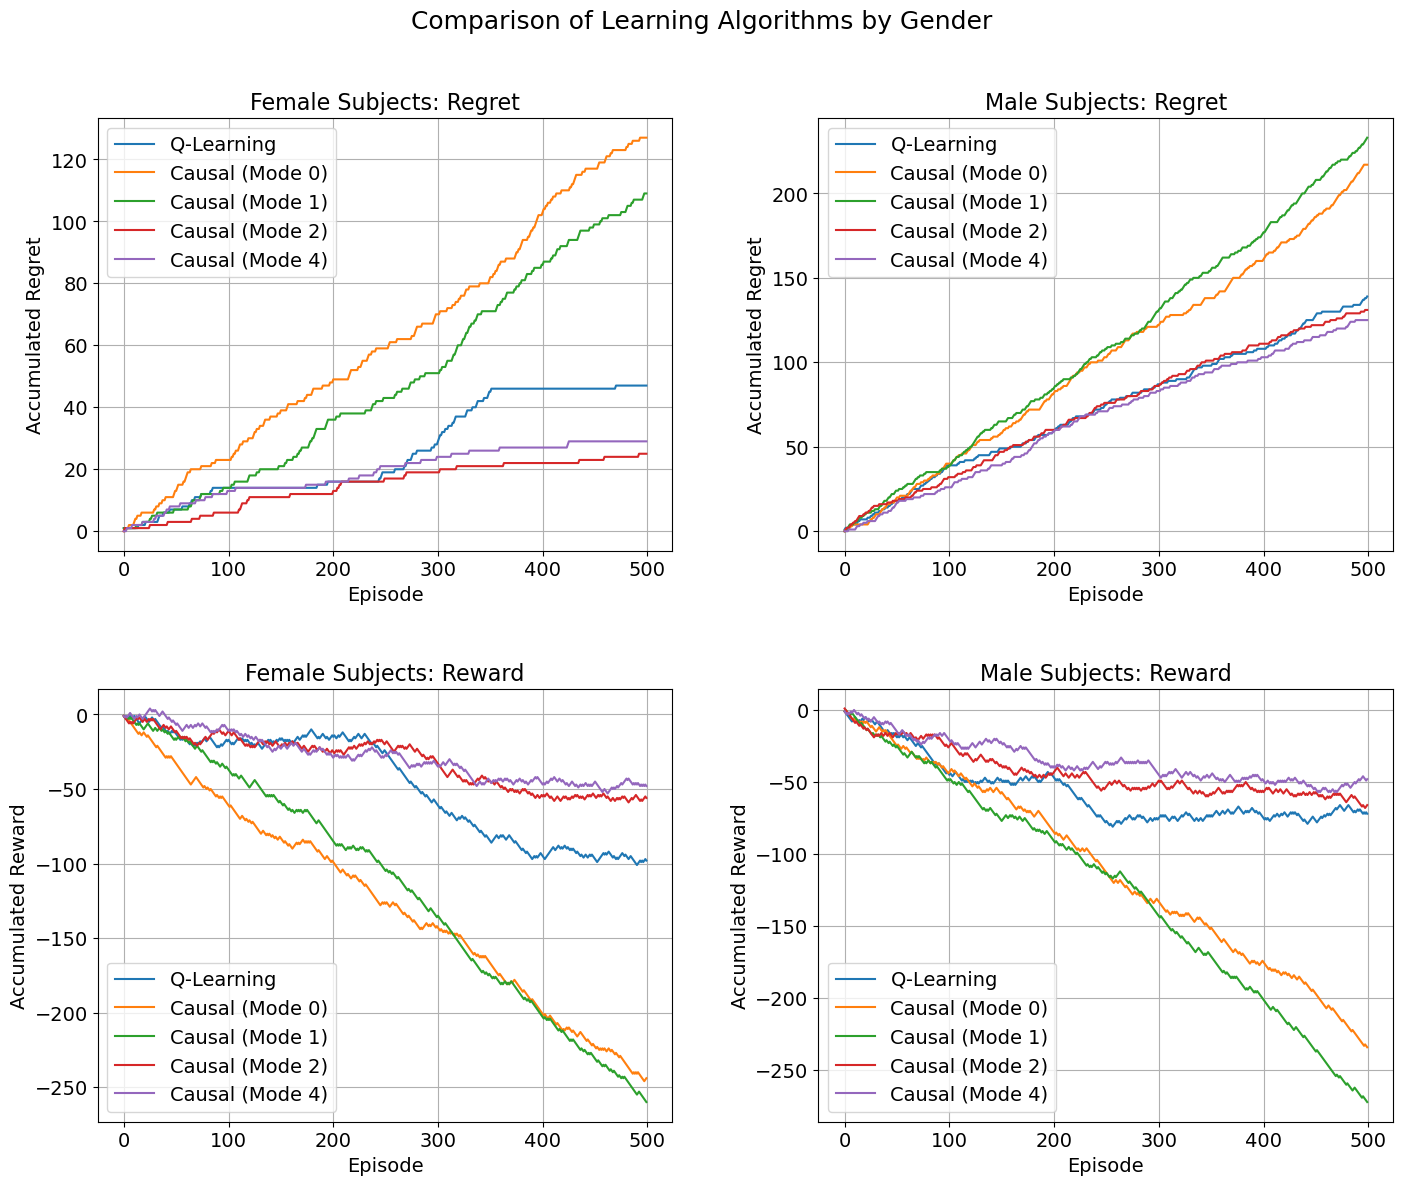 Comparison of Learning Algorithms by Gender
Female Subjects: Regret
Accumulated Regret
120
100
80
60
40
20
0
Q-Learning
Causal (Mode 0)
Causal (Mode 1)
Causal (Mode 2)
Causal (Mode 4)
0 100 200 300 400 500
Episode
Male Subjects: Regret
Accumulated Regret
200
150
100
50
0
Q-Learning
Causal (Mode 0)
Causal (Mode 1)
Causal (Mode 2)
Causal (Mode 4)
0 100 200 300 400 500
Episode
Female Subjects: Reward
Accumulated Reward
0
−50
−100
−150
−200
−250
Q-Learning
Causal (Mode 0)
Causal (Mode 1)
Causal (Mode 2)
Causal (Mode 4)
0 100 200 300 400 500
Episode
Male Subjects: Reward
Accumulated Reward
0
−50
−100
−150
−200
−250
Q-Learning
Causal (Mode 0)
Causal (Mode 1)
Causal (Mode 2)
Causal (Mode 4)
0 100 200 300 400 500
Episode